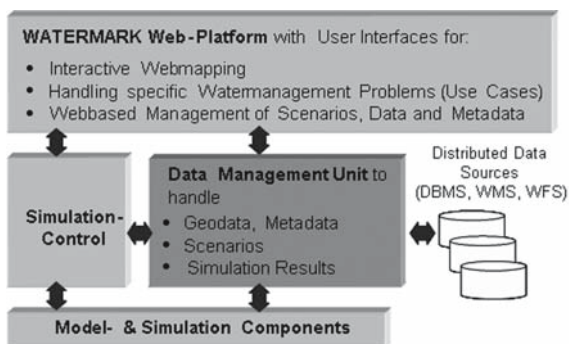 WATERMARK Web-Platform with User Interfaces for:
• Interactive Webmapping
• Handling specific Watermanagement Problems (Use Cases)
• Webbased Management of Scenarios, Data and Metadata
Simulation-
Control
Data Management Unit to
handle
• Geodata, Metadata
• Scenarios
• Simulation Results
Distributed Data
Sources
(DBMS, WMS, WFS)
Model- & Simulation Components